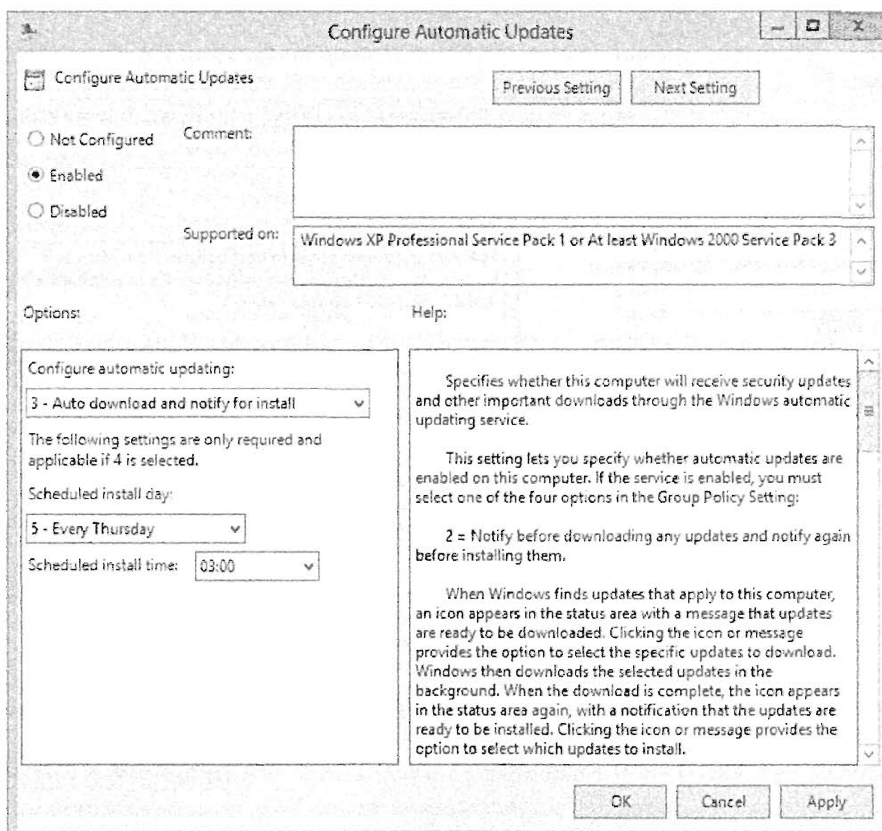 Configure Automatic Updates
Configure Automatic Updates
Previous Setting
Next Setting
Not Configured
Enabled
Disabled
Comment:
Supported on:
Windows XP Professional Service Pack 1 or At least Windows 2000 Service Pack 3
Options:
Help:
Configure automatic updating:
3 - Auto download and notify for install
The following settings are only required and
applicable if 4 is selected.
Scheduled install day:
5 - Every Thursday
Scheduled install time:
03:00
Specifies whether this computer will receive security updates
and other important downloads through the Windows automatic
updating service.
This setting lets you specify whether automatic updates are
enabled on this computer. If the service is enabled, you must
select one of the four options in the Group Policy Setting:
2 = Notify before downloading any updates and notify again
before installing them.
When Windows finds updates that apply to this computer,
an icon appears in the status area with a message that updates
are ready to be downloaded. Clicking the icon or message
provides the option to select the specific updates to download.
Windows then downloads the selected updates in the
background. When the download is complete, the icon appears
in the status area again, with a notification that the updates are
ready to be installed. Clicking the icon or message provides the
option to select which updates to install.
OK
Cancel
Apply